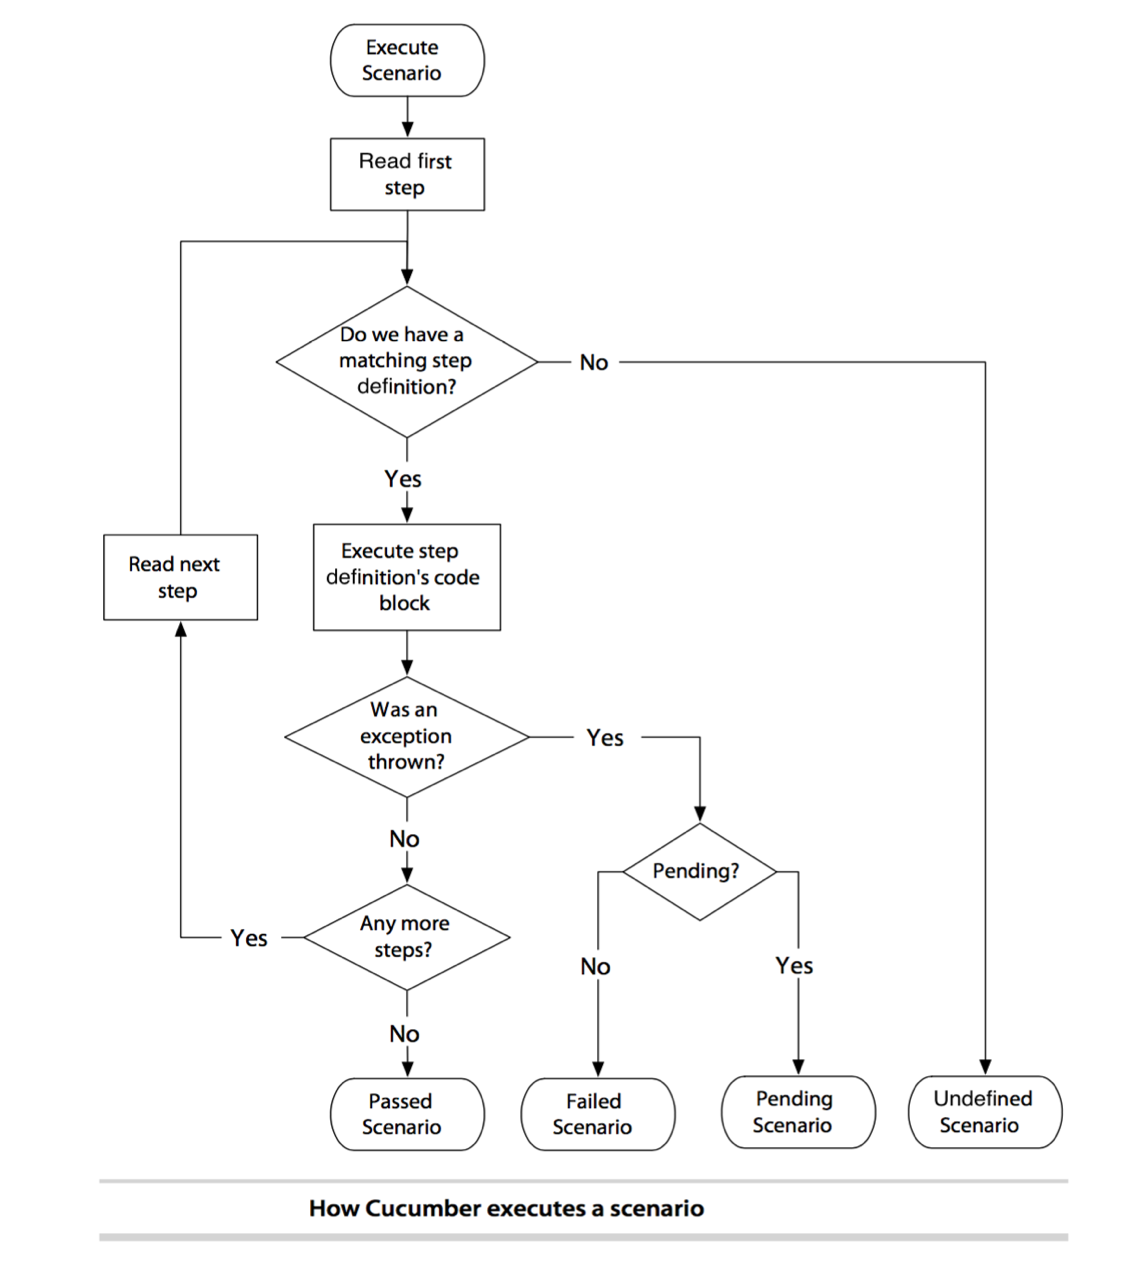 Execute
Scenario
Read first
step
Do we have a
matching step
definition?
No
Yes
Read next
step
Execute step
definition's code
block
Was an
exception
thrown?
Yes
No
Pending?
Any more
steps?
Yes
No
Yes
No
Passed
Scenario
Failed
Scenario
Pending
Scenario
Undefined
Scenario
How Cucumber executes a scenario